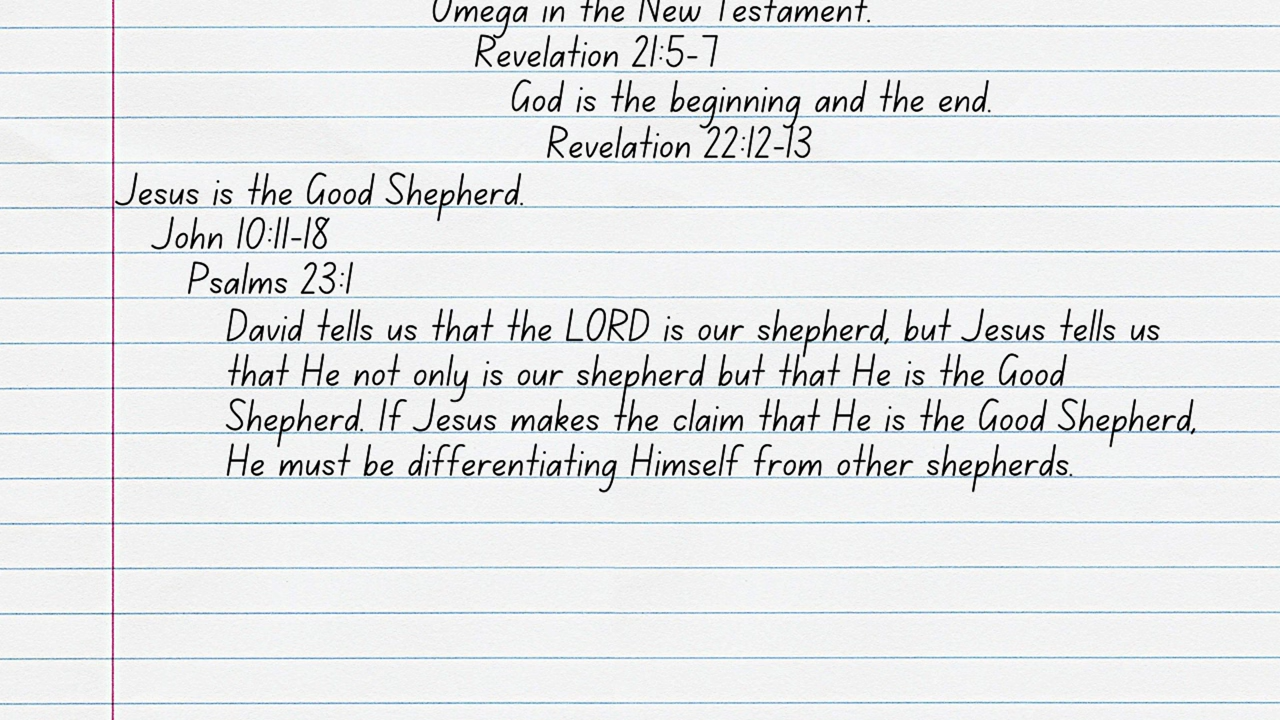 Omega in the New Testament.
Revelation 21:5-7
God is the beginning and the end.
Revelation 22:12-13
Jesus is the Good Shepherd.
John 10:11-18
Psalms 23:1
David tells us that the LORD is our shepherd, but Jesus tells us
that He not only is our shepherd but that He is the Good
Shepherd. If Jesus makes the claim that He is the Good Shepherd,
He must be differentiating Himself from other shepherds.